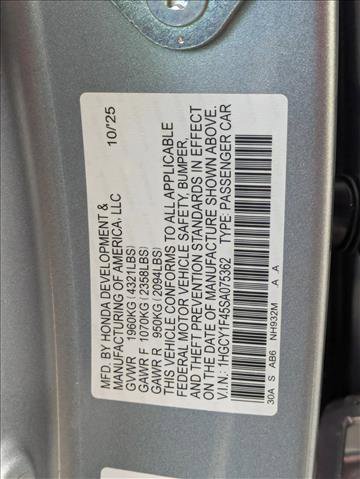 MFD. BY HONDA DEVELOPMENT & 10/'25
MANUFACTURING OF AMERICA, LLC
GVWR 1960KG (4321LBS)
GAWR F 1070KG (2358LBS)
GAWR R 950KG (2094LBS)
THIS VEHICLE CONFORMS TO ALL APPLICABLE
FEDERAL MOTOR VEHICLE SAFETY, BUMPER,
AND THEFT PREVENTION STANDARDS IN EFFECT
ON THE DATE OF MANUFACTURE SHOWN ABOVE.
V.I.N.: 1HGCY1F45SA075362 TYPE: PASSENGER CAR
30A S AB6 NH932M A A